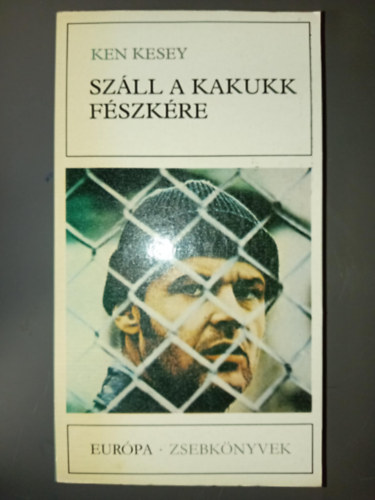 KEN KESEY
SZÁLL A KAKUKK
FÉSZKÉRE
EURÓPA · ZSEBKÖNYVEK